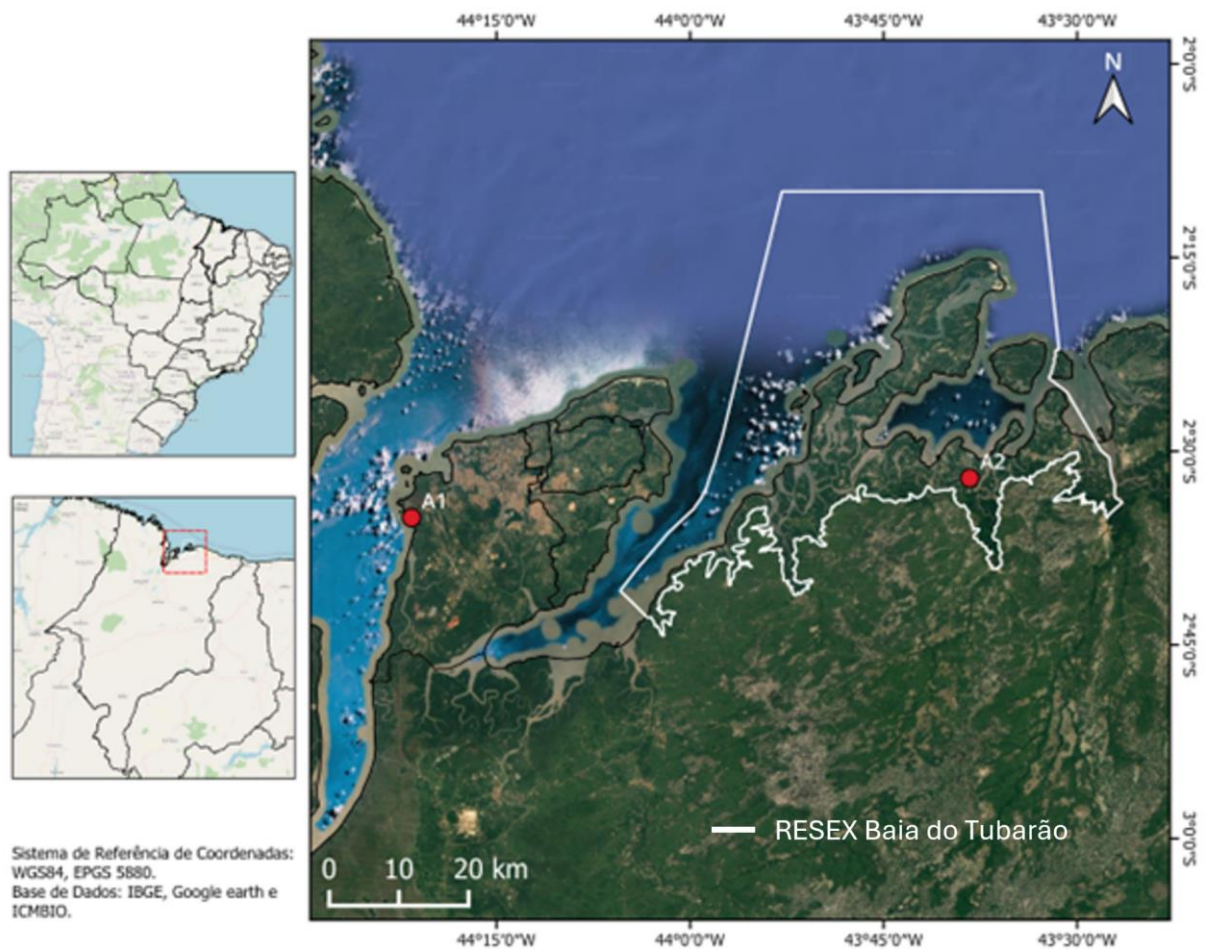 44°15'0"W 44°00'0"W 43°45'0"W 43°30'0"W
N
2°0'0"S
2°15'0"S
2°30'0"S
2°45'0"S
3°0'0"S
A1
A2
RESEX Baia do Tubarão
0 10 20 km
Sistema de Referência de Coordenadas:
WGS84, EPGS 5880.
Base de Dados: IBGE, Google earth e
ICMBIO.
44°15'0"W 44°00'0"W 43°45'0"W 43°30'0"W